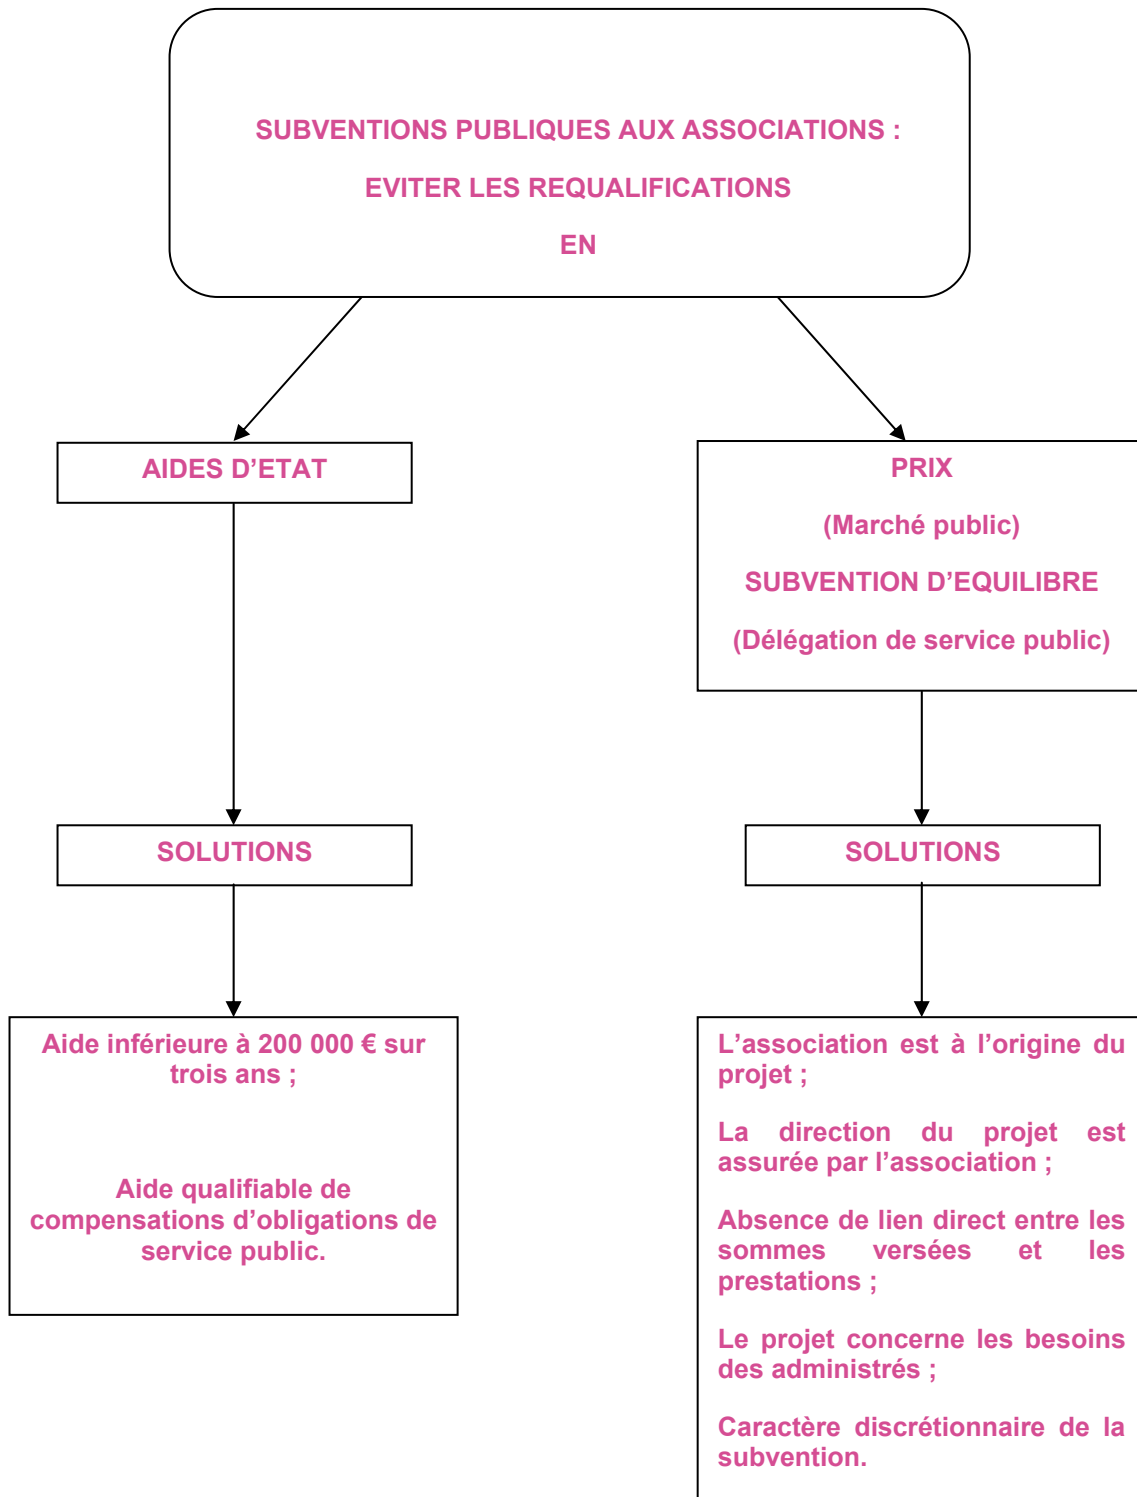 SUBVENTIONS PUBLIQUES AUX ASSOCIATIONS :
EVITER LES REQUALIFICATIONS
EN
AIDES D’ETAT
PRIX
(Marché public)
SUBVENTION D’EQUILIBRE
(Délégation de service public)
SOLUTIONS
SOLUTIONS
Aide inférieure à 200 000 € sur
trois ans ;
Aide qualifiable de
compensations d’obligations de
service public.
L’association est à l’origine du
projet ;
La direction du projet est
assurée par l’association ;
Absence de lien direct entre les
sommes versées et les
prestations ;
Le projet concerne les besoins
des administrés ;
Caractère discrétionnaire de la
subvention.